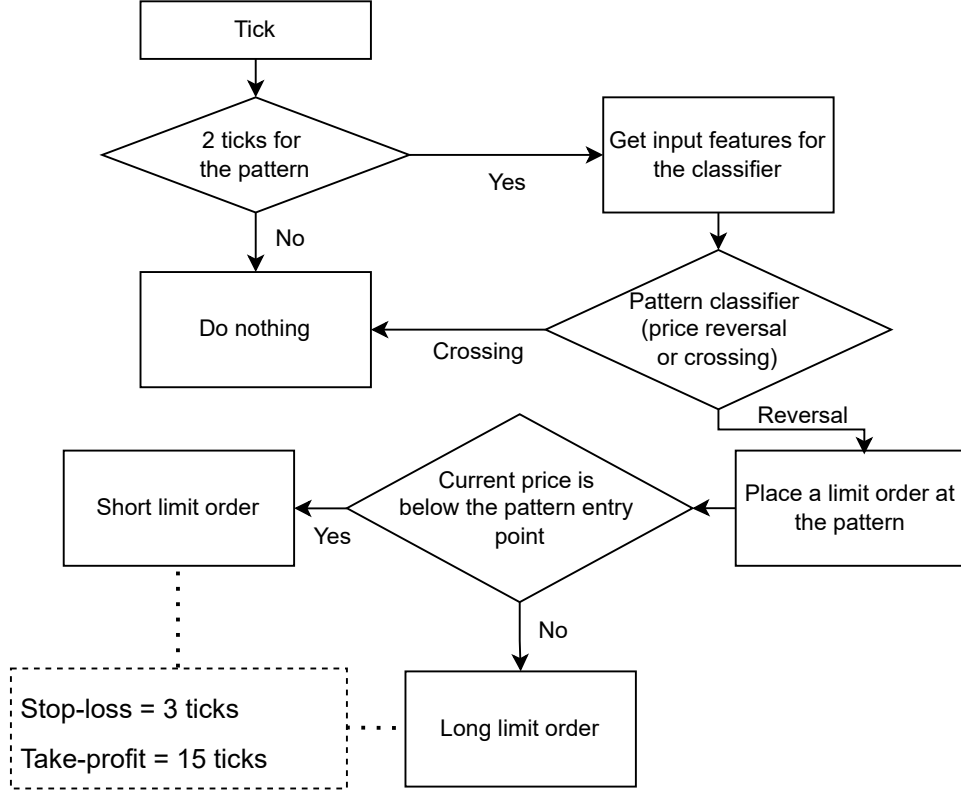 Tick
2 ticks for
the pattern
Yes
Get input features for
the classifier
No
Do nothing
Pattern classifier
(price reversal
or crossing)
Crossing
Reversal
Short limit order
Yes
Current price is
below the pattern entry
point
Place a limit order at
the pattern
No
Stop-loss = 3 ticks
Take-profit = 15 ticks
Long limit order